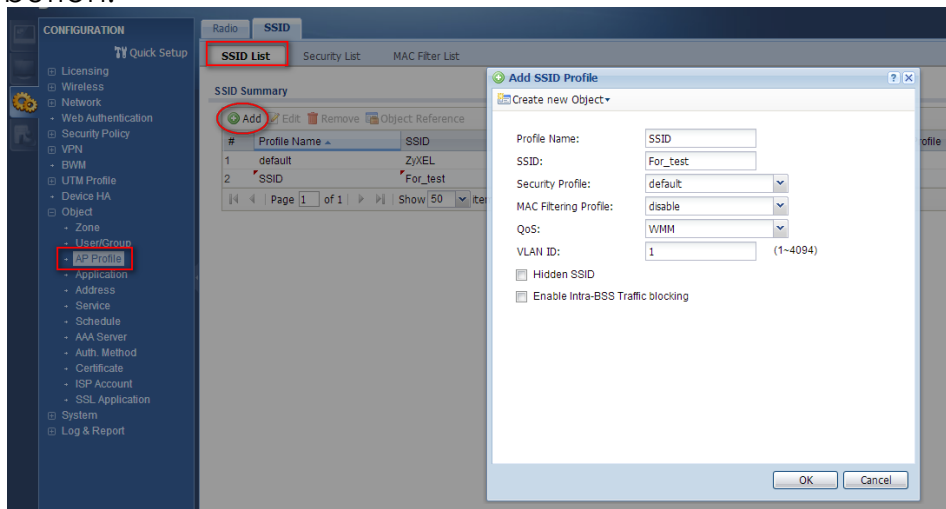 CONFIGURATION
Quick Setup
Licensing
Wireless
Network
Web Authentication
Security Policy
VPN
BWM
UTM Profile
Device HA
Object
Zone
User/Group
AP Profile
Application
Address
Service
Schedule
AAA Server
Auth. Method
Certificate
ISP Account
SSL Application
System
Log & Report
Radio SSID
SSID List Security List MAC Filter List
SSID Summary
Add Edit Remove Object Reference
# Profile Name SSID
1 default ZyXEL
2 SSID For_test
Page 1 of 1 Show 50
Add SSID Profile
Create new Object
Profile Name: SSID
SSID: For_test
Security Profile: default
MAC Filtering Profile: disable
QoS: WMM
VLAN ID: 1 (1~4094)
Hidden SSID
Enable Intra-BSS Traffic blocking
OK Cancel